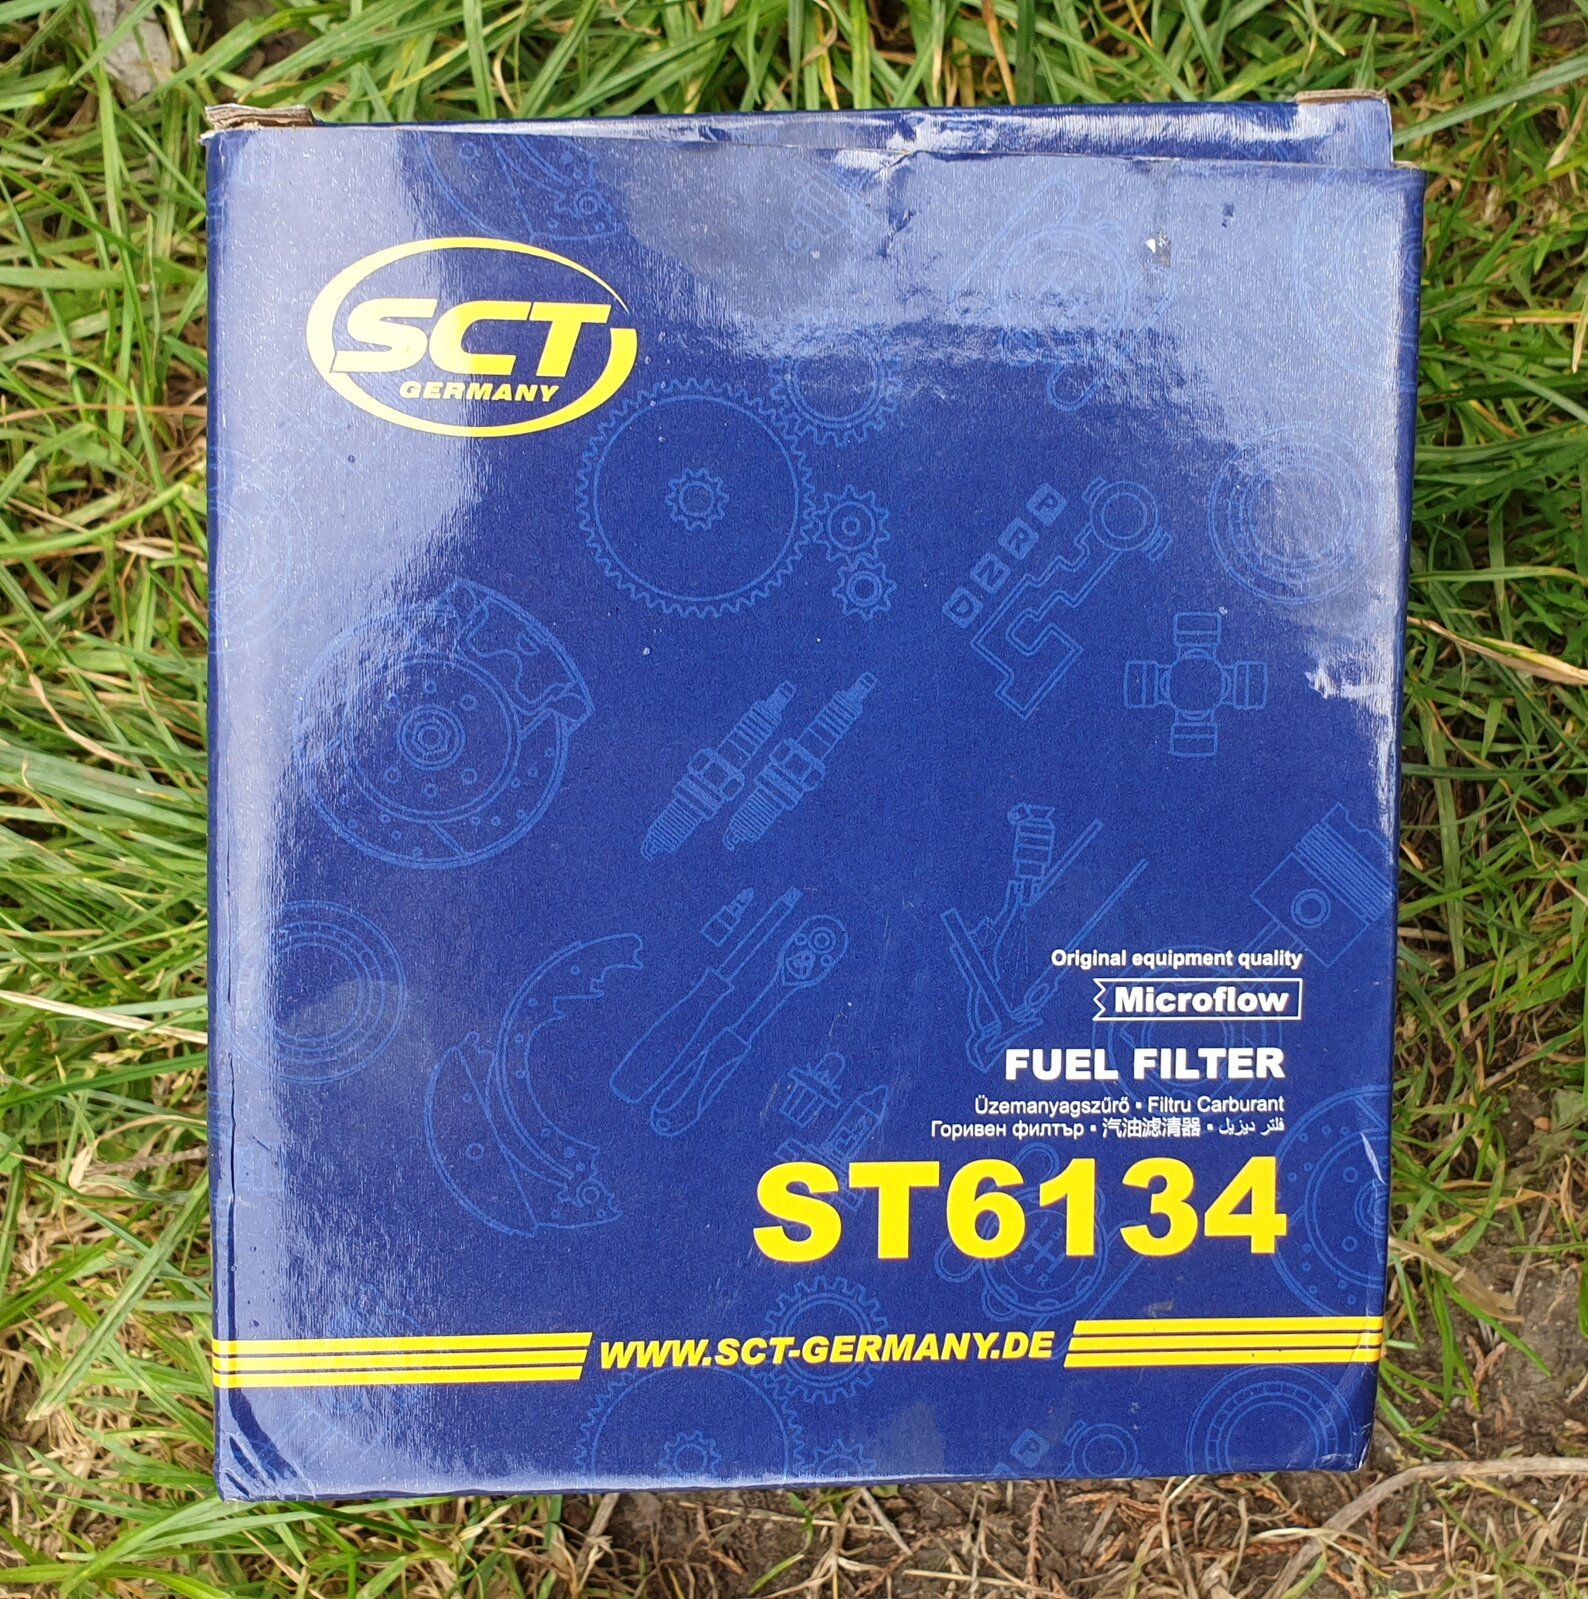 SCT
GERMANY
P
R
N
D
Original equipment quality
Microflow
FUEL FILTER
Üzemanyagszűrő • Filtru Carburant
Горивен филтър • 汽油滤清器 • فلتر ديزيل
ST6134
R
WWW.SCT-GERMANY.DE
P